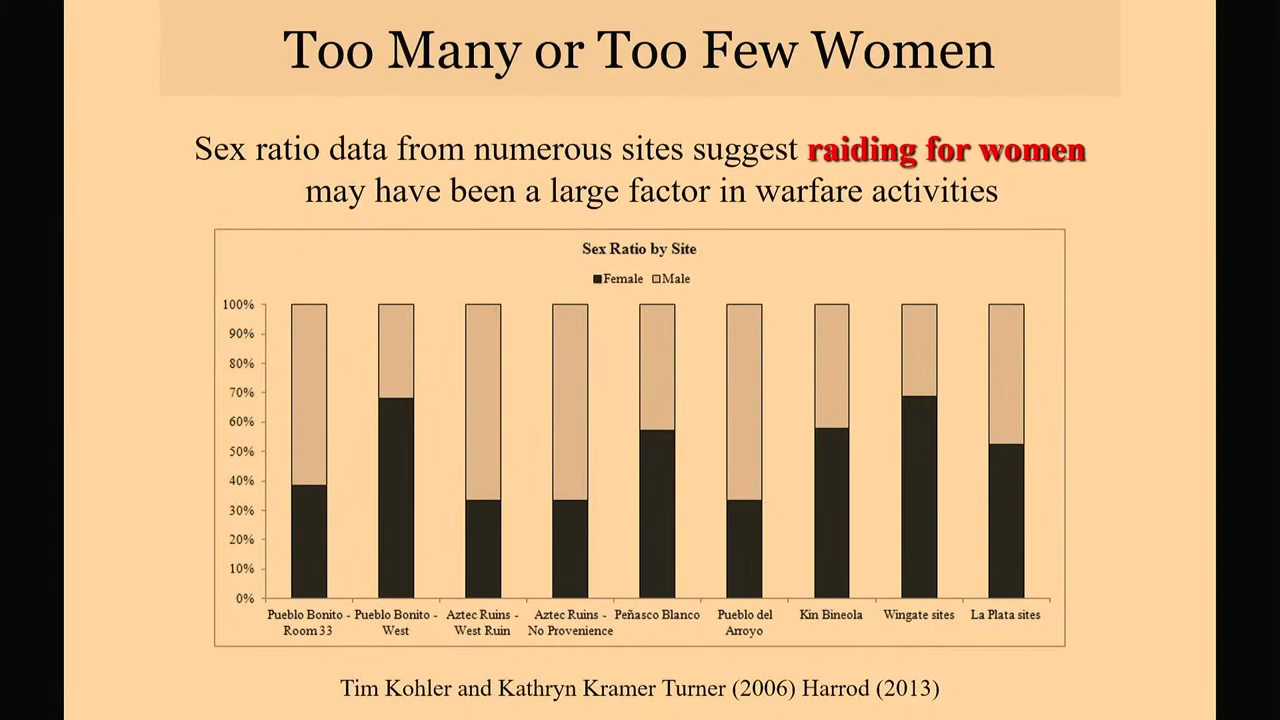 Too Many or Too Few Women
Sex ratio data from numerous sites suggest raiding for women
may have been a large factor in warfare activities
Sex Ratio by Site
Female Male
100%
90%
80%
70%
60%
50%
40%
30%
20%
10%
0%
Pueblo Bonito - Pueblo Bonito - Aztec Ruins - Aztec Ruins - Peñasco Blanco Pueblo del Kin Bineola Wingate sites La Plata sites
Room 33 West West Ruin No Provenience Arroyo
Tim Kohler and Kathryn Kramer Turner (2006) Harrod (2013)